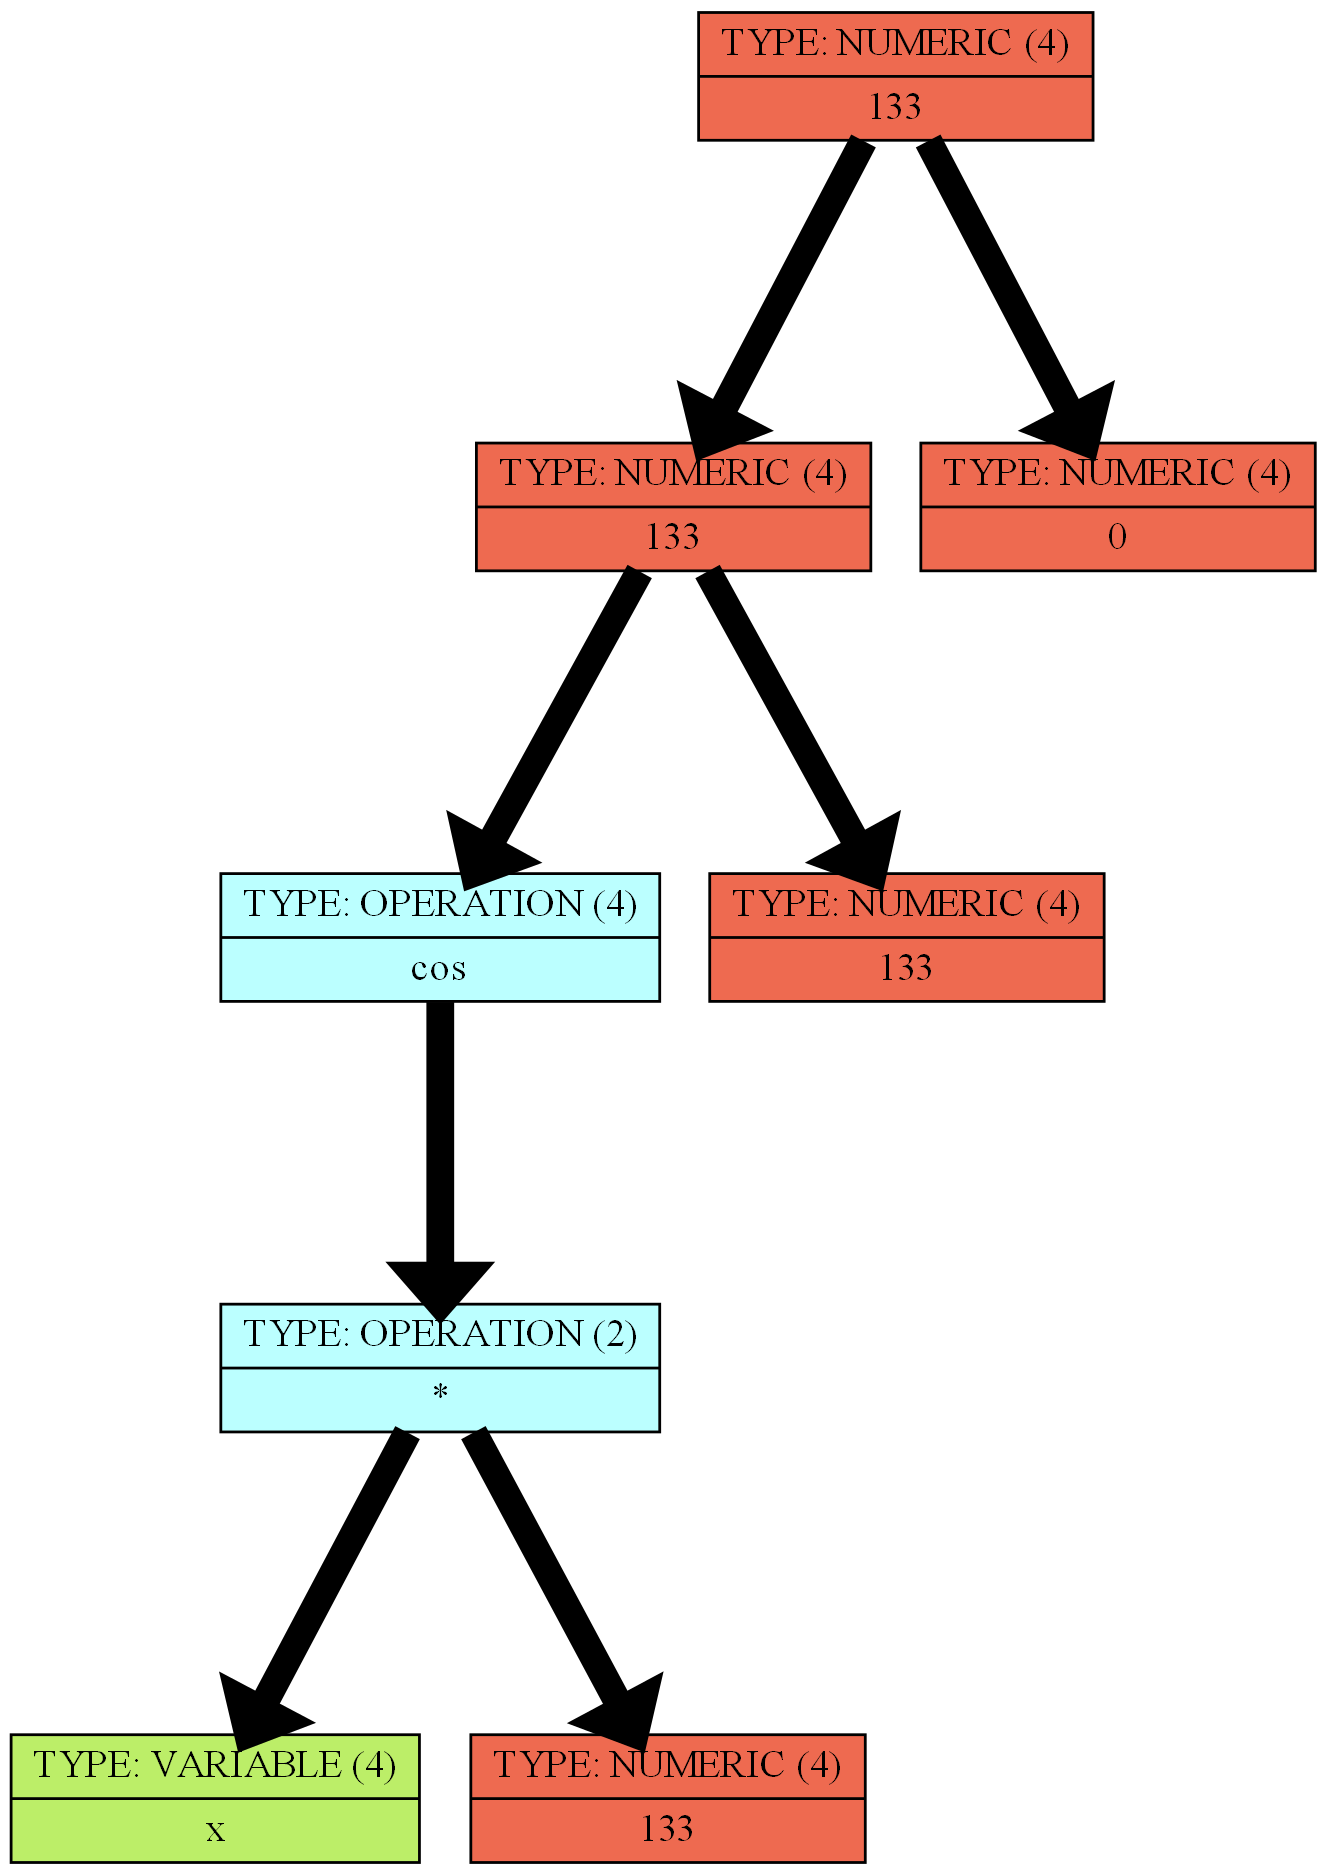 TYPE: NUMERIC (4)
133
TYPE: NUMERIC (4)
133
TYPE: NUMERIC (4)
0
TYPE: OPERATION (4)
cos
TYPE: NUMERIC (4)
133
TYPE: OPERATION (2)
*
TYPE: VARIABLE (4)
x
TYPE: NUMERIC (4)
133